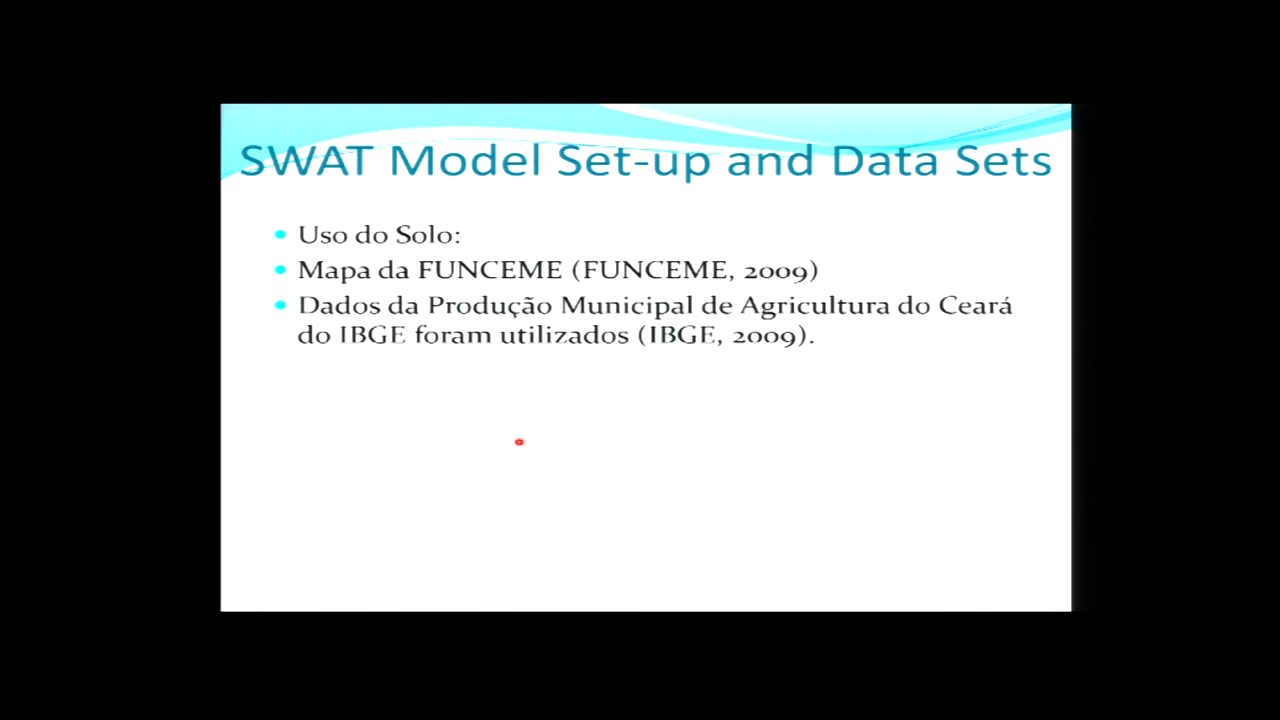 SWAT Model Set-up and Data Sets
Uso do Solo:
Mapa da FUNCEME (FUNCEME, 2009)
Dados da Produção Municipal de Agricultura do Ceará
do IBGE foram utilizados (IBGE, 2009).